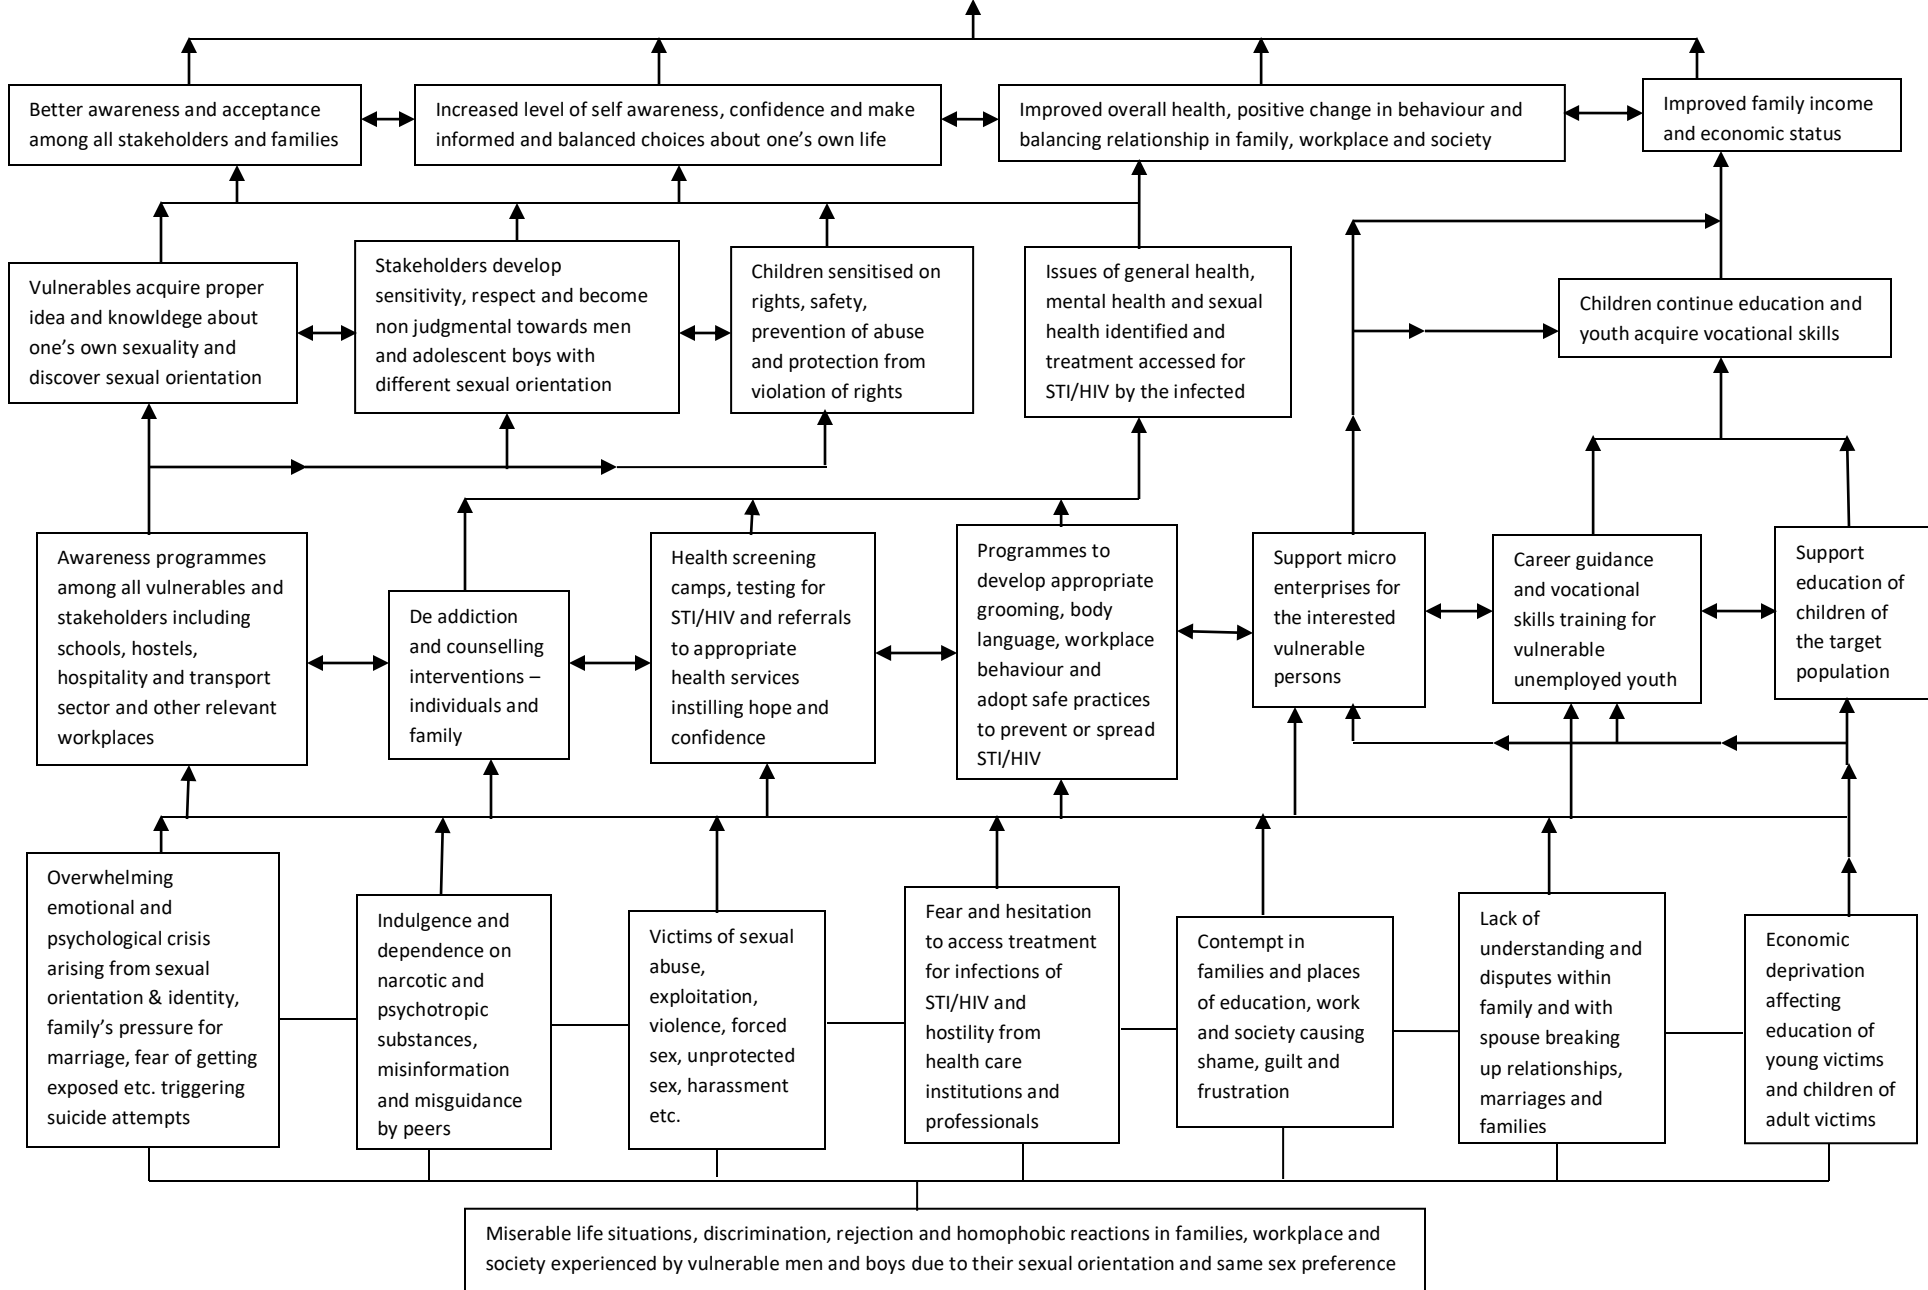 Better awareness and acceptance
among all stakeholders and families
Increased level of self awareness, confidence and make
informed and balanced choices about one’s own life
Improved overall health, positive change in behaviour and
balancing relationship in family, workplace and society
Improved family income
and economic status
Vulnerables acquire proper
idea and knowldege about
one’s own sexuality and
discover sexual orientation
Stakeholders develop
sensitivity, respect and become
non judgmental towards men
and adolescent boys with
different sexual orientation
Children sensitised on
rights, safety,
prevention of abuse
and protection from
violation of rights
Issues of general health,
mental health and sexual
health identified and
treatment accessed for
STI/HIV by the infected
Children continue education and
youth acquire vocational skills
Awareness programmes
among all vulnerables and
stakeholders including
schools, hostels,
hospitality and transport
sector and other relevant
workplaces
De addiction
and counselling
interventions –
individuals and
family
Health screening
camps, testing for
STI/HIV and referrals
to appropriate
health services
instilling hope and
confidence
Programmes to
develop appropriate
grooming, body
language, workplace
behaviour and
adopt safe practices
to prevent or spread
STI/HIV
Support micro
enterprises for
the interested
vulnerable
persons
Career guidance
and vocational
skills training for
vulnerable
unemployed youth
Support
education of
children of
the target
population
Overwhelming
emotional and
psychological crisis
arising from sexual
orientation & identity,
family’s pressure for
marriage, fear of getting
exposed etc. triggering
suicide attempts
Indulgence and
dependence on
narcotic and
psychotropic
substances,
misinformation
and misguidance
by peers
Victims of sexual
abuse,
exploitation,
violence, forced
sex, unprotected
sex, harassment
etc.
Fear and hesitation
to access treatment
for infections of
STI/HIV and
hostility from
health care
institutions and
professionals
Contempt in
families and places
of education, work
and society causing
shame, guilt and
frustration
Lack of
understanding and
disputes within
family and with
spouse breaking
up relationships,
marriages and
families
Economic
deprivation
affecting
education of
young victims
and children of
adult victims
Miserable life situations, discrimination, rejection and homophobic reactions in families, workplace and
society experienced by vulnerable men and boys due to their sexual orientation and same sex preference